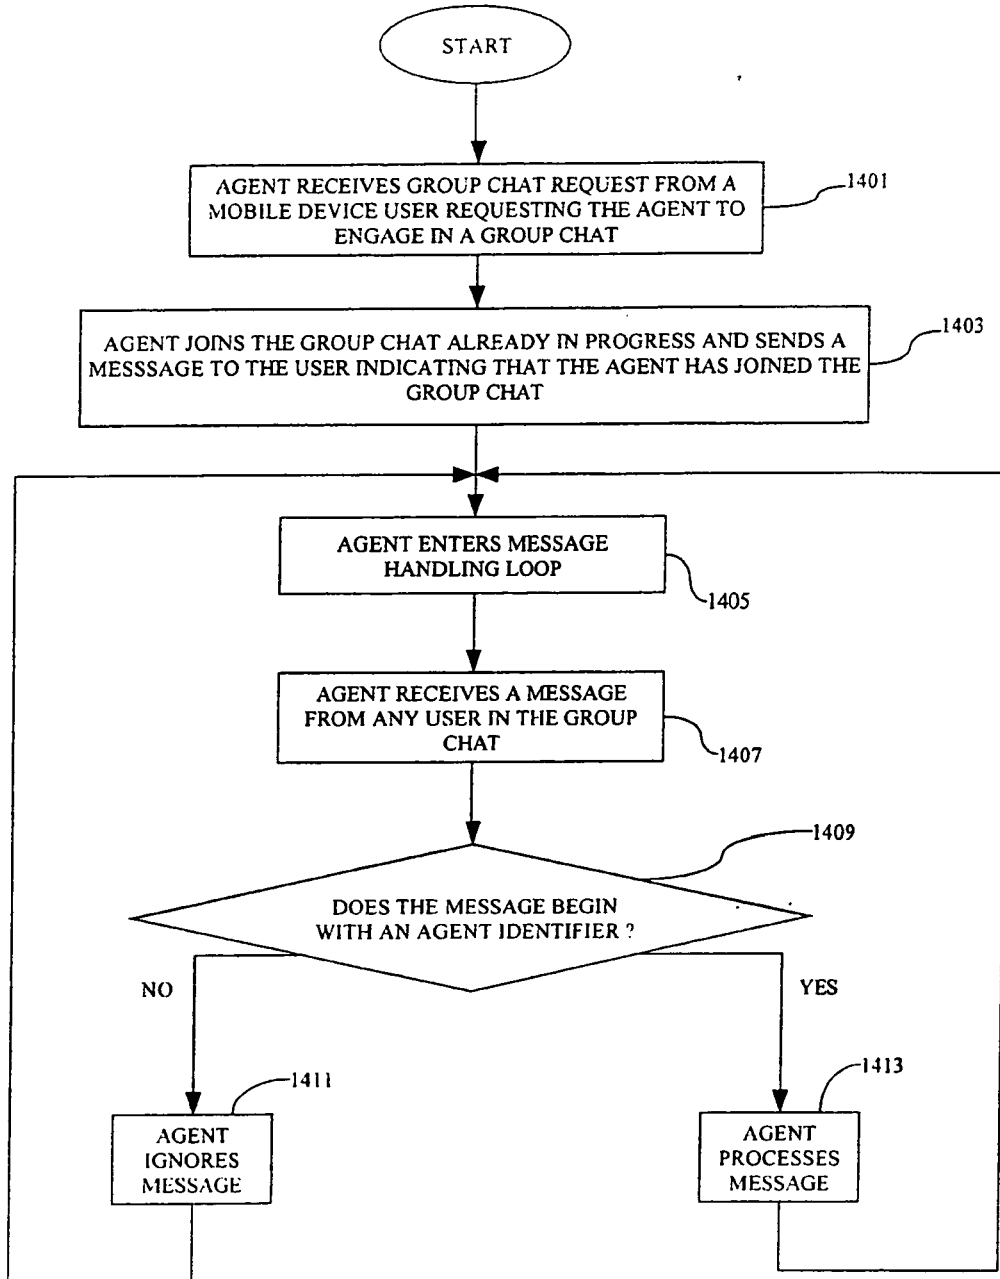 START
AGENT RECEIVES GROUP CHAT REQUEST FROM A
MOBILE DEVICE USER REQUESTING THE AGENT TO
ENGAGE IN A GROUP CHAT
1401
AGENT JOINS THE GROUP CHAT ALREADY IN PROGRESS AND SENDS A
MESSSAGE TO THE USER INDICATING THAT THE AGENT HAS JOINED THE
GROUP CHAT
1403
AGENT ENTERS MESSAGE
HANDLING LOOP
1405
AGENT RECEIVES A MESSAGE
FROM ANY USER IN THE GROUP
CHAT
1407
1409
DOES THE MESSAGE BEGIN
WITH AN AGENT IDENTIFIER ?
NO
YES
1411
AGENT
IGNORES
MESSAGE
1413
AGENT
PROCESSES
MESSAGE